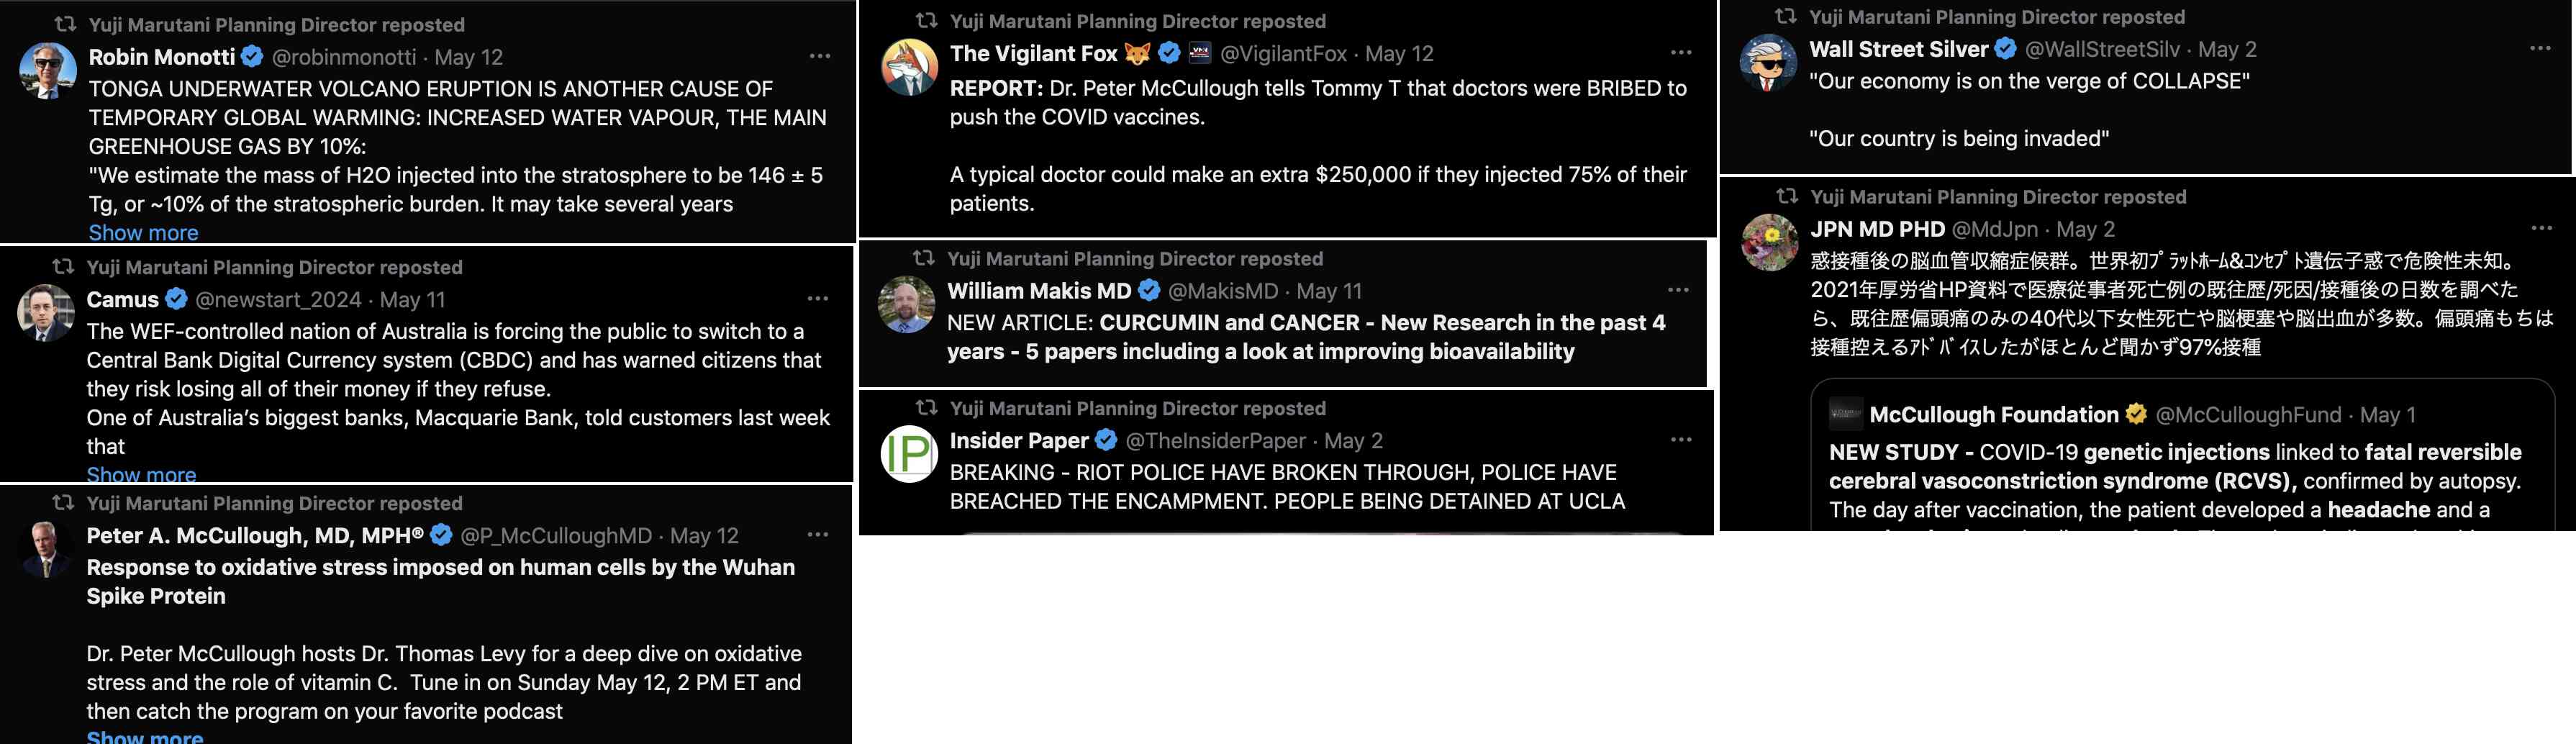 Yuji Marutani Planning Director reposted
Robin Monotti @robinmonotti · May 12
TONGA UNDERWATER VOLCANO ERUPTION IS ANOTHER CAUSE OF
TEMPORARY GLOBAL WARMING: INCREASED WATER VAPOUR, THE MAIN
GREENHOUSE GAS BY 10%:
"We estimate the mass of H2O injected into the stratosphere to be 146 ± 5
Tg, or ~10% of the stratospheric burden. It may take several years
Show more
Yuji Marutani Planning Director reposted
Camus @newstart_2024 · May 11
The WEF-controlled nation of Australia is forcing the public to switch to a
Central Bank Digital Currency system (CBDC) and has warned citizens that
they risk losing all of their money if they refuse.
One of Australia's biggest banks, Macquarie Bank, told customers last week
that
Show more
Yuji Marutani Planning Director reposted
Peter A. McCullough, MD, MPH® @P_McCulloughMD · May 12
Response to oxidative stress imposed on human cells by the Wuhan
Spike Protein
Dr. Peter McCullough hosts Dr. Thomas Levy for a deep dive on oxidative
stress and the role of vitamin C. Tune in on Sunday May 12, 2 PM ET and
then catch the program on your favorite podcast
Show more
Yuji Marutani Planning Director reposted
The Vigilant Fox 🦊 @VigilantFox · May 12
REPORT: Dr. Peter McCullough tells Tommy T that doctors were BRIBED to
push the COVID vaccines.
A typical doctor could make an extra $250,000 if they injected 75% of their
patients.
Yuji Marutani Planning Director reposted
William Makis MD @MakisMD · May 11
NEW ARTICLE: CURCUMIN and CANCER - New Research in the past 4
years - 5 papers including a look at improving bioavailability
Yuji Marutani Planning Director reposted
IP
Insider Paper @TheInsiderPaper · May 2
BREAKING - RIOT POLICE HAVE BROKEN THROUGH, POLICE HAVE
BREACHED THE ENCAMPMENT. PEOPLE BEING DETAINED AT UCLA
Yuji Marutani Planning Director reposted
Wall Street Silver @WallStreetSilv · May 2
"Our economy is on the verge of COLLAPSE"
"Our country is being invaded"
Yuji Marutani Planning Director reposted
JPN MD PHD @MdJpn · May 2
惑接種後の脳血管収縮症候群。世界初ﾌﾟﾗｯﾄﾎｰﾑ&ｺﾝｾﾌﾟﾄ遺伝子惑で危険性未知。
2021年厚労省HP資料で医療従事者死亡例の既往歴/死因/接種後の日数を調べた
ら、既往歴偏頭痛のみの40代以下女性死亡や脳梗塞や脳出血が多数。偏頭痛もちは
接種控えるｱﾄﾞﾊﾞｲｽしたがほとんど聞かず97%接種
McCullough Foundation @McCulloughFund · May 1
NEW STUDY - COVID-19 genetic injections linked to fatal reversible
cerebral vasoconstriction syndrome (RCVS), confirmed by autopsy.
The day after vaccination, the patient developed a headache and a